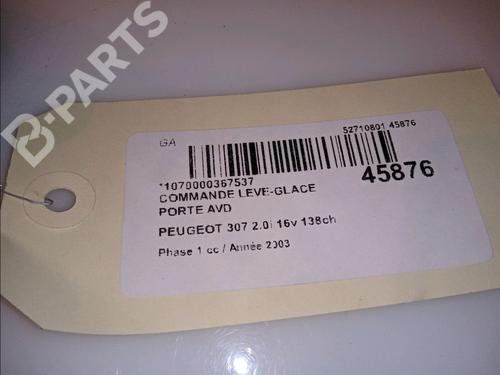 B-PARTS
GA
52710801 45876
*1070000367537
45876
COMMANDE LEVE-GLACE
PORTE AVD
PEUGEOT 307 2.0i 16v 138ch
Phase 1 cc / Année 2003